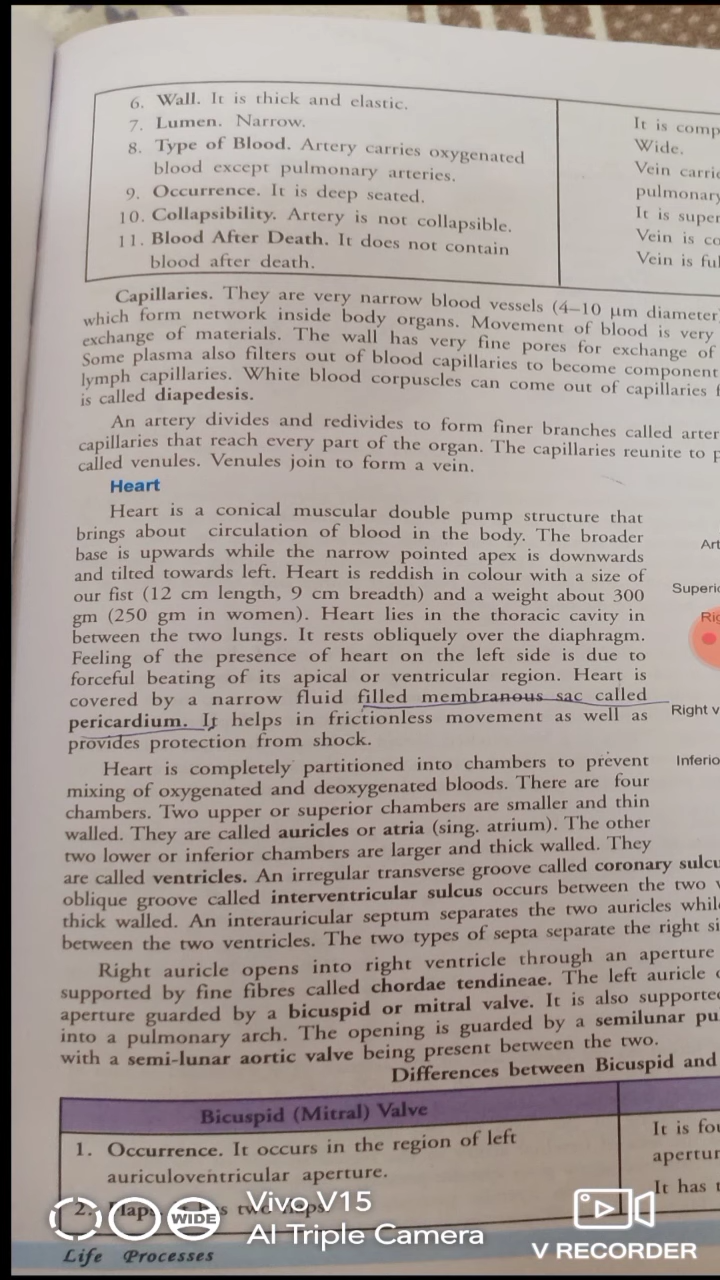 6. Wall. It is thick and elastic.
7. Lumen. Narrow.
8. Type of Blood. Artery carries oxygenated
blood except pulmonary arteries.
9. Occurrence. It is deep seated.
10. Collapsibility. Artery is not collapsible.
11. Blood After Death. It does not contain
blood after death.
It is comp
Wide.
Vein carrie
pulmonary
It is super
Vein is co
Vein is ful
Capillaries. They are very narrow blood vessels (4–10 μm diameter)
which form network inside body organs. Movement of blood is very
exchange of materials. The wall has very fine pores for exchange of
Some plasma also filters out of blood capillaries to become component
lymph capillaries. White blood corpuscles can come out of capillaries f
is called diapedesis.
An artery divides and redivides to form finer branches called arter
capillaries that reach every part of the organ. The capillaries reunite to p
called venules. Venules join to form a vein.
Heart
Heart is a conical muscular double pump structure that
brings about circulation of blood in the body. The broader
base is upwards while the narrow pointed apex is downwards
and tilted towards left. Heart is reddish in colour with a size of
our fist (12 cm length, 9 cm breadth) and a weight about 300
gm (250 gm in women). Heart lies in the thoracic cavity in
between the two lungs. It rests obliquely over the diaphragm.
Feeling of the presence of heart on the left side is due to
forceful beating of its apical or ventricular region. Heart is
covered by a narrow fluid filled membranous sac called
pericardium. It helps in frictionless movement as well as
provides protection from shock.
Art
Superio
Rig
Right v
Inferio
Heart is completely partitioned into chambers to prevent
mixing of oxygenated and deoxygenated bloods. There are four
chambers. Two upper or superior chambers are smaller and thin
walled. They are called auricles or atria (sing. atrium). The other
two lower or inferior chambers are larger and thick walled. They
are called ventricles. An irregular transverse groove called coronary sulcu
oblique groove called interventricular sulcus occurs between the two v
thick walled. An interauricular septum separates the two auricles while
between the two ventricles. The two types of septa separate the right si
Right auricle opens into right ventricle through an aperture
supported by fine fibres called chordae tendineae. The left auricle o
aperture guarded by a bicuspid or mitral valve. It is also supporte
into a pulmonary arch. The opening is guarded by a semilunar pu
with a semi-lunar aortic valve being present between the two.
Differences between Bicuspid and
Bicuspid (Mitral) Valve
1. Occurrence. It occurs in the region of left
auriculoventricular aperture.
2. Flaps. It has two flaps.
It is fou
apertur
It has t
Life Processes
WIDE
Vivo V15
AI Triple Camera
V RECORDER